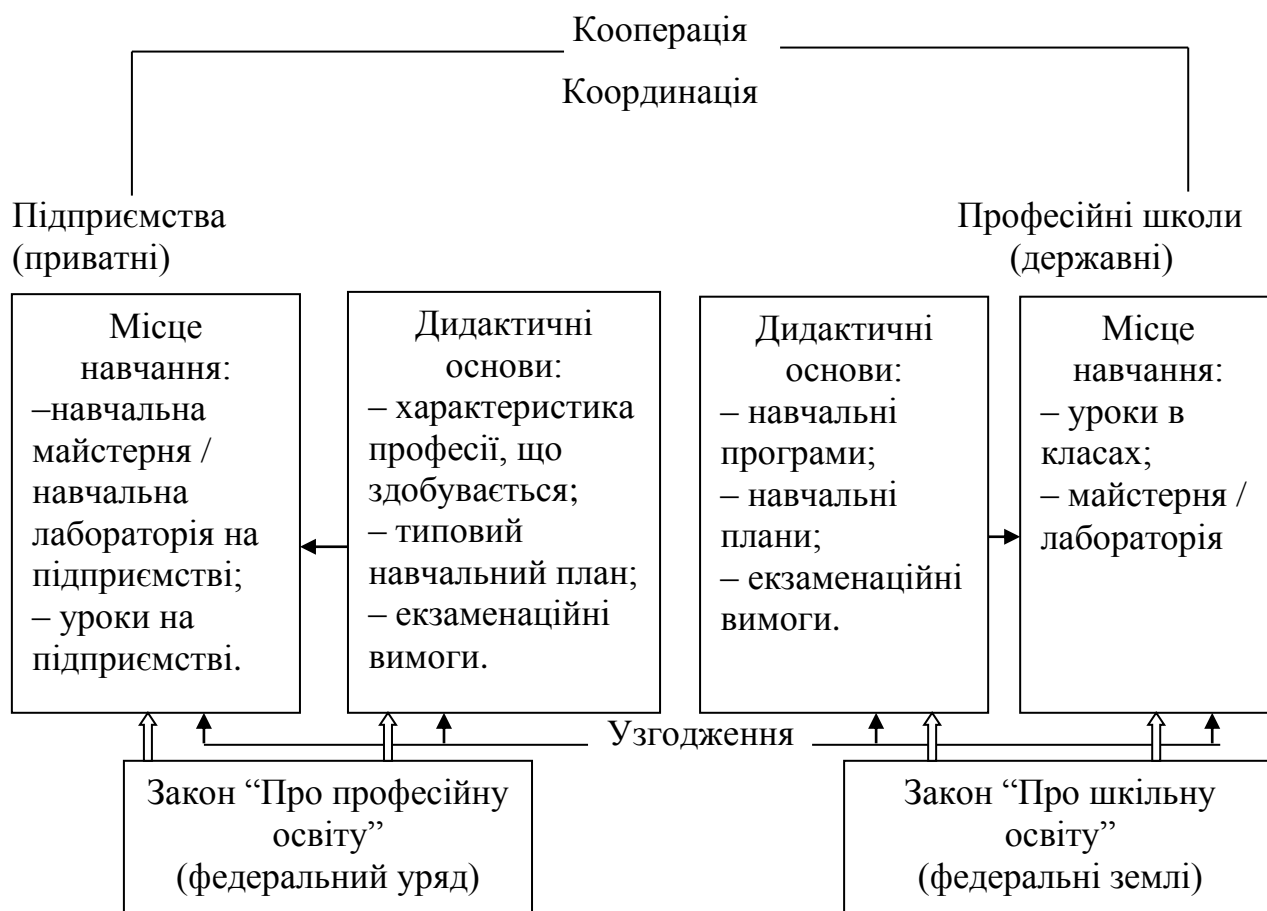 Кооперація
Координація
Підприємства
(приватні)
Професійні школи
(державні)
Місце
навчання:
–навчальна
майстерня /
навчальна
лабораторія на
підприємстві;
– уроки на
підприємстві.
Дидактичні
основи:
– характеристика
професії, що
здобувається;
– типовий
навчальний план;
– екзаменаційні
вимоги.
Дидактичні
основи:
– навчальні
програми;
– навчальні
плани;
– екзаменаційні
вимоги.
Місце
навчання:
– уроки в
класах;
– майстерня /
лабораторія
Узгодження
Закон “Про професійну
освіту”
(федеральний уряд)
Закон “Про шкільну
освіту”
(федеральні землі)